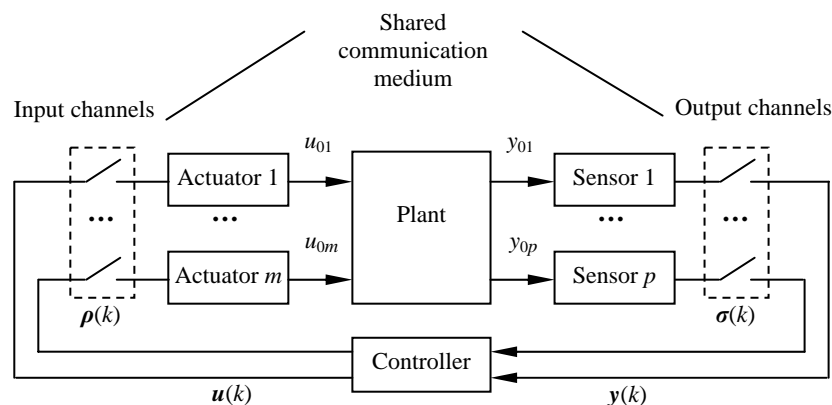 Shared
communication
medium
Input channels
Output channels
u01
y01
Actuator 1
Plant
Sensor 1
...
...
...
...
u0m
y0p
Actuator m
Sensor p
ρ(k)
σ(k)
Controller
u(k)
y(k)